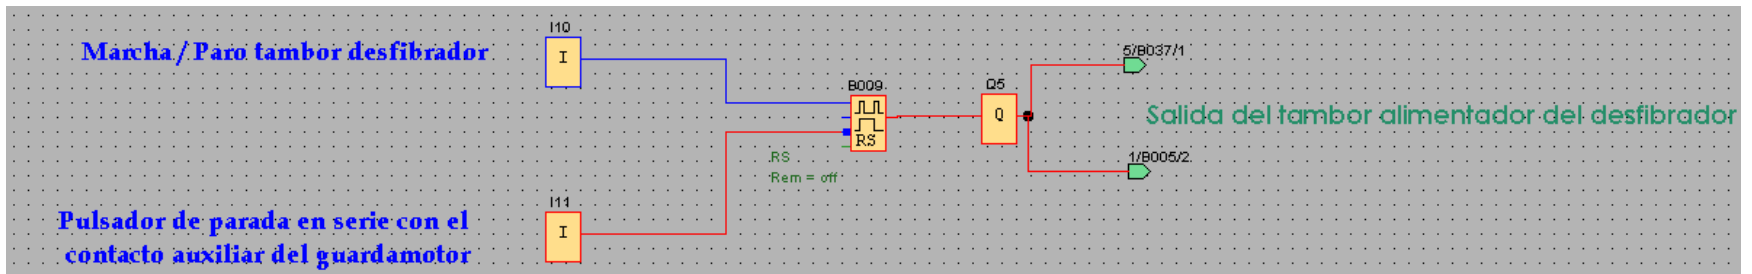 I10
Marcha/Paro tambor desfibrador
I
5/B037/1
B009
Q5
Q
Salida del tambor alimentador del desfibrador
RS
RS
1/B005/2
Rem = off
I11
Pulsador de parada en serie con el
I
contacto auxiliar del guardamotor